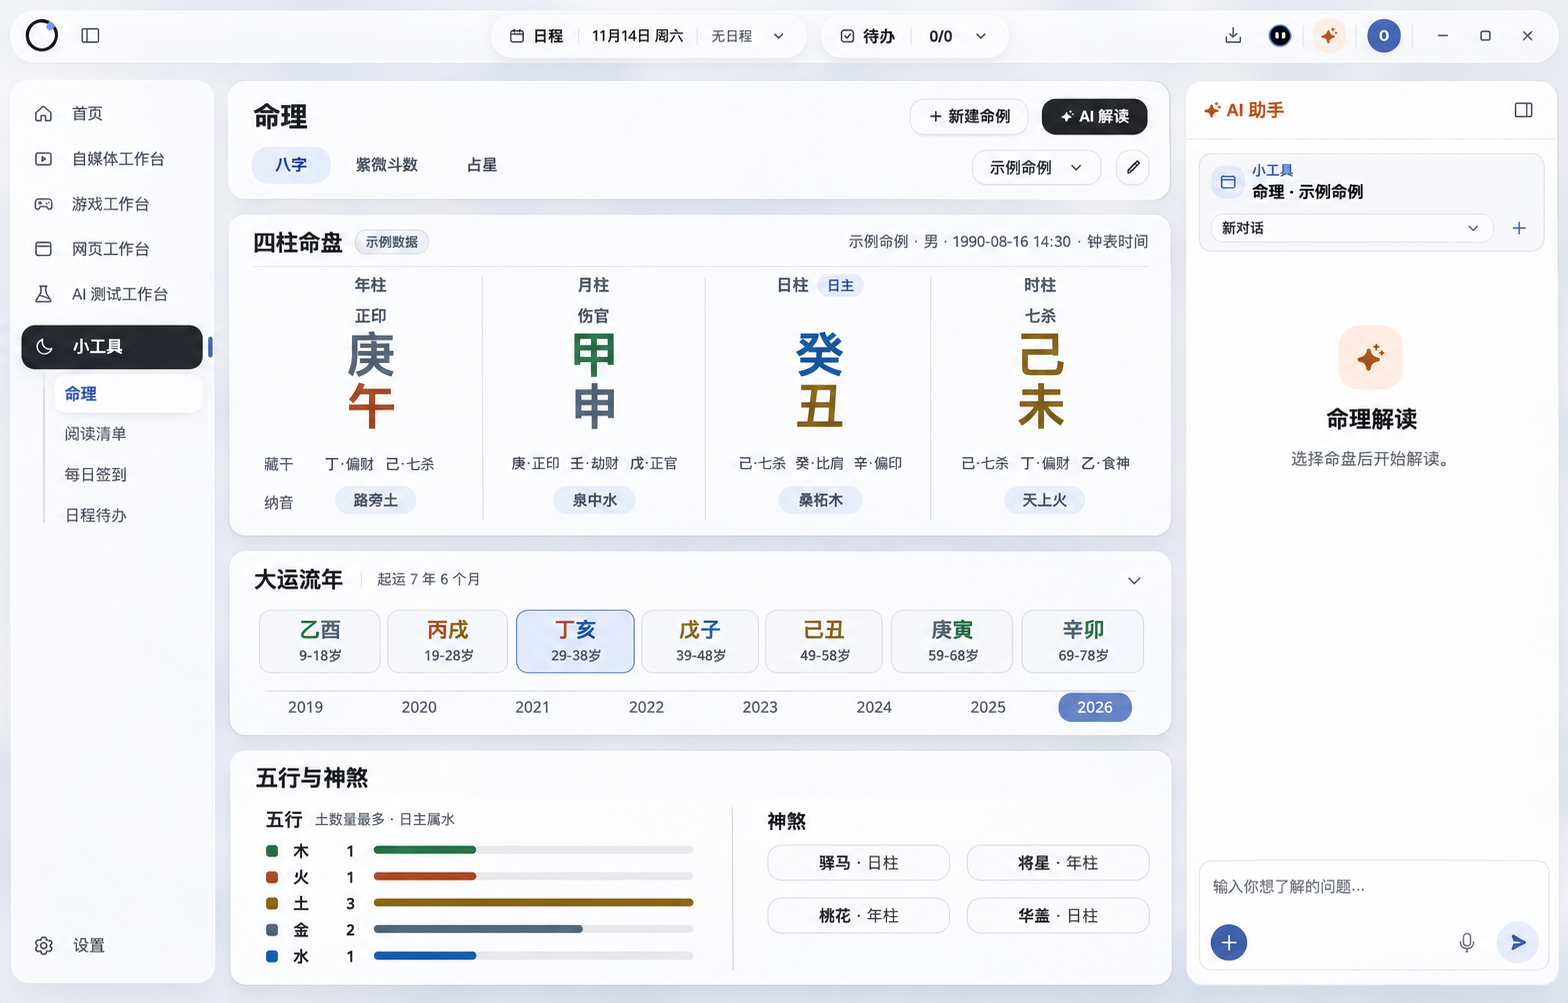 日程 11月14日 周六 无日程
待办 0/0
O
首页
自媒体工作台
游戏工作台
网页工作台
AI 测试工作台
小工具
命理
阅读清单
每日签到
日程待办
设置
命理
+ 新建命例
AI 解读
八字 紫微斗数 占星
示例命例
四柱命盘 示例数据
示例命例 · 男 · 1990-08-16 14:30 · 钟表时间
年柱 月柱 日柱 日主 时柱
正印 伤官 七杀
庚 甲 癸 己
午 申 丑 未
藏干 丁·偏财 己·七杀 庚·正印 壬·劫财 戊·正官 己·七杀 癸·比肩 辛·偏印 己·七杀 丁·偏财 乙·食神
纳音 路旁土 泉中水 桑柘木 天上火
大运流年 起运 7 年 6 个月
乙酉 丙戌 丁亥 戊子 己丑 庚寅 辛卯
9-18岁 19-28岁 29-38岁 39-48岁 49-58岁 59-68岁 69-78岁
2019 2020 2021 2022 2023 2024 2025 2026
五行与神煞
五行 土数量最多 · 日主属水
木 1
火 1
土 3
金 2
水 1
神煞
驿马 · 日柱 将星 · 年柱
桃花 · 年柱 华盖 · 日柱
AI 助手
小工具
命理 · 示例命例
新对话
命理解读
选择命盘后开始解读。
输入你想了解的问题...